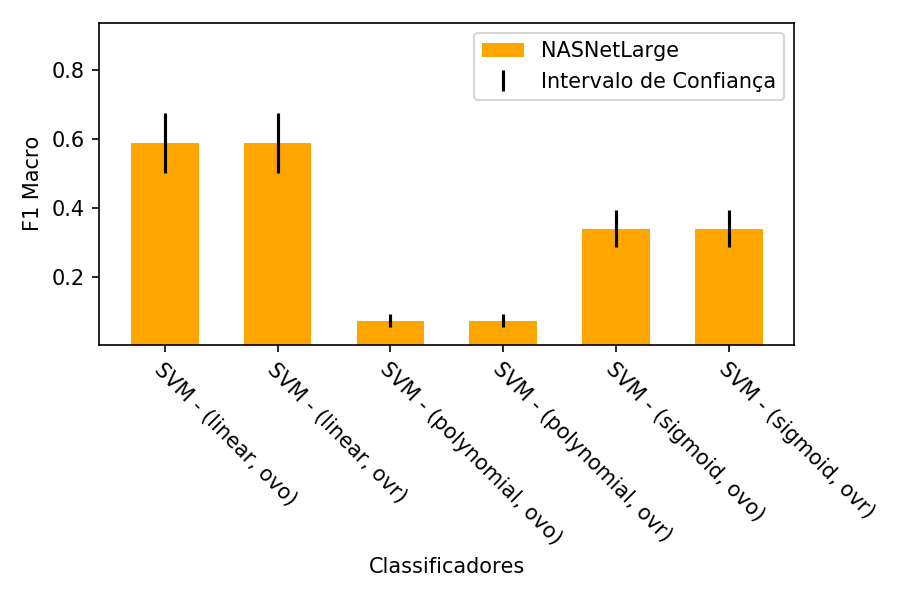 NASNetLarge
Intervalo de Confiança
F1 Macro
0.8
0.6
0.4
0.2
SVM - (linear, ovo)
SVM - (linear, ovr)
SVM - (polynomial, ovo)
SVM - (polynomial, ovr)
SVM - (sigmoid, ovo)
SVM - (sigmoid, ovr)
Classificadores